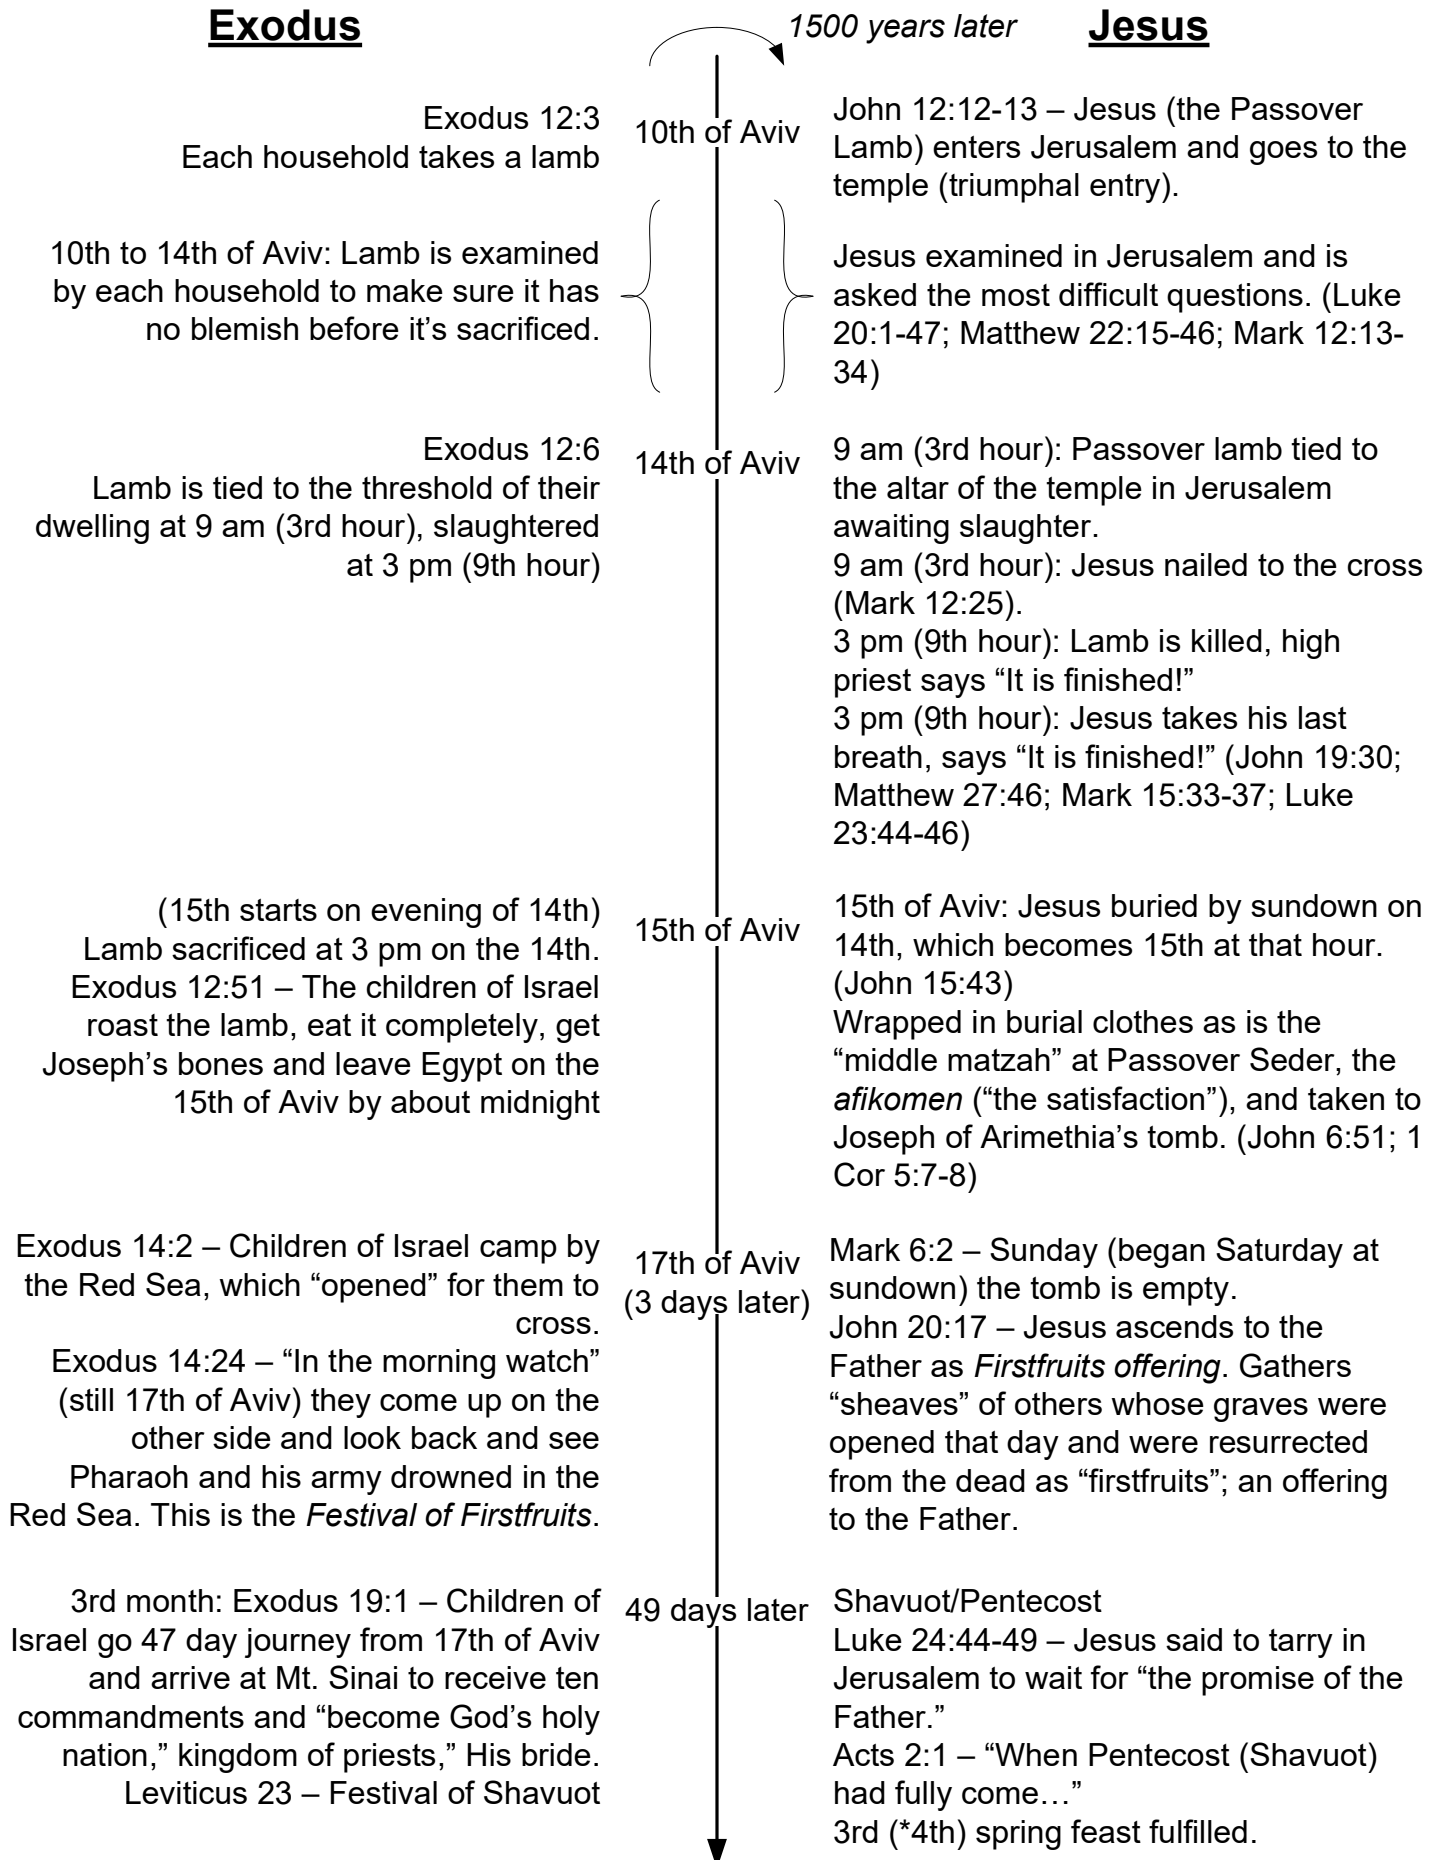 Exodus
1500 years later
Jesus
Exodus 12:3
Each household takes a lamb
10th of Aviv
John 12:12-13 – Jesus (the Passover
Lamb) enters Jerusalem and goes to the
temple (triumphal entry).
10th to 14th of Aviv: Lamb is examined
by each household to make sure it has
no blemish before it’s sacrificed.
Jesus examined in Jerusalem and is
asked the most difficult questions. (Luke
20:1-47; Matthew 22:15-46; Mark 12:13-
34)
Exodus 12:6
Lamb is tied to the threshold of their
dwelling at 9 am (3rd hour), slaughtered
at 3 pm (9th hour)
14th of Aviv
9 am (3rd hour): Passover lamb tied to
the altar of the temple in Jerusalem
awaiting slaughter.
9 am (3rd hour): Jesus nailed to the cross
(Mark 12:25).
3 pm (9th hour): Lamb is killed, high
priest says “It is finished!”
3 pm (9th hour): Jesus takes his last
breath, says “It is finished!” (John 19:30;
Matthew 27:46; Mark 15:33-37; Luke
23:44-46)
(15th starts on evening of 14th)
Lamb sacrificed at 3 pm on the 14th.
Exodus 12:51 – The children of Israel
roast the lamb, eat it completely, get
Joseph’s bones and leave Egypt on the
15th of Aviv by about midnight
15th of Aviv
15th of Aviv: Jesus buried by sundown on
14th, which becomes 15th at that hour.
(John 15:43)
Wrapped in burial clothes as is the
“middle matzah” at Passover Seder, the
afikomen (“the satisfaction”), and taken to
Joseph of Arimethia’s tomb. (John 6:51; 1
Cor 5:7-8)
Exodus 14:2 – Children of Israel camp by
the Red Sea, which “opened” for them to
cross.
Exodus 14:24 – “In the morning watch”
(still 17th of Aviv) they come up on the
other side and look back and see
Pharaoh and his army drowned in the
Red Sea. This is the Festival of Firstfruits.
17th of Aviv
(3 days later)
Mark 6:2 – Sunday (began Saturday at
sundown) the tomb is empty.
John 20:17 – Jesus ascends to the
Father as Firstfruits offering. Gathers
“sheaves” of others whose graves were
opened that day and were resurrected
from the dead as “firstfruits”; an offering
to the Father.
3rd month: Exodus 19:1 – Children of
Israel go 47 day journey from 17th of Aviv
and arrive at Mt. Sinai to receive ten
commandments and “become God’s holy
nation,” kingdom of priests,” His bride.
Leviticus 23 – Festival of Shavuot
49 days later
Shavuot/Pentecost
Luke 24:44-49 – Jesus said to tarry in
Jerusalem to wait for “the promise of the
Father.”
Acts 2:1 – “When Pentecost (Shavuot)
had fully come…”
3rd (*4th) spring feast fulfilled.